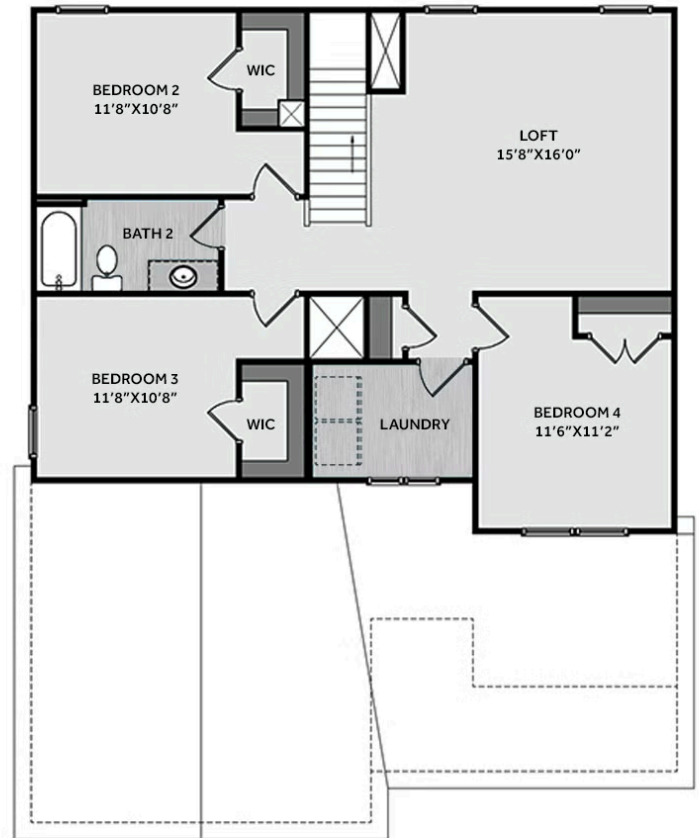 BEDROOM 2
11'8"X10'8"
WIC
LOFT
15'8"X16'0"
BATH 2
BEDROOM 3
11'8"X10'8"
WIC
LAUNDRY
BEDROOM 4
11'6"X11'2"